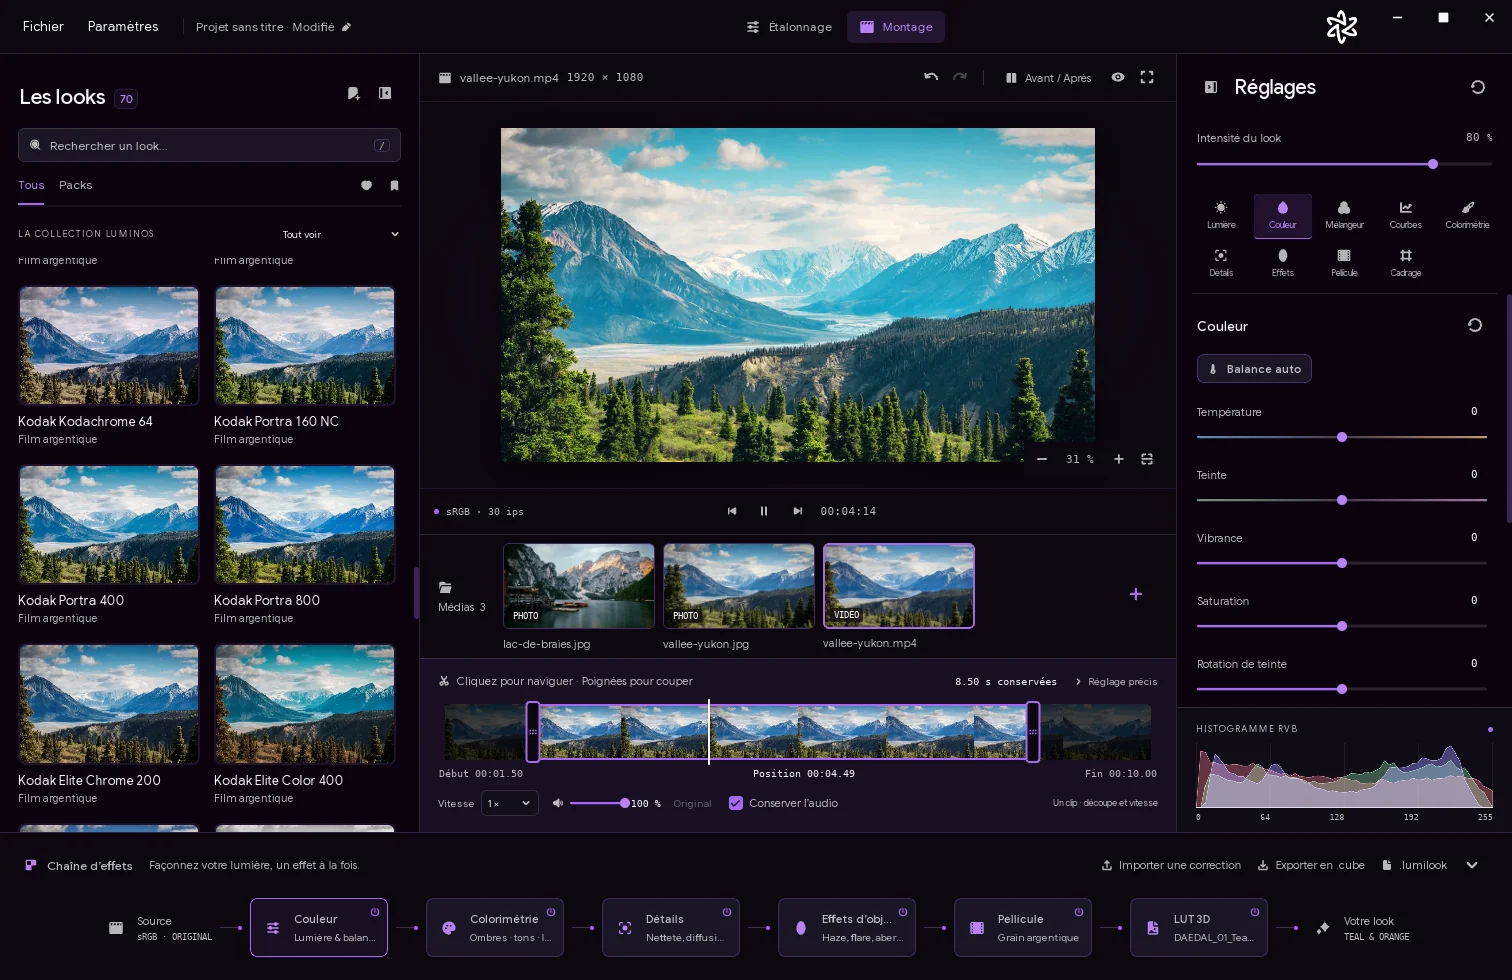 Fichier Paramètres Projet sans titre · Modifié Étalonnage Montage
Les looks 70
Rechercher un look... /
Tous Packs
LA COLLECTION LUMINOS Tout voir
Film argentique Film argentique
Kodak Kodachrome 64 Kodak Portra 160 NC
Film argentique Film argentique
Kodak Portra 400 Kodak Portra 800
Film argentique Film argentique
Kodak Elite Chrome 200 Kodak Elite Color 400
Film argentique Film argentique
vallee-yukon.mp4 1920 × 1080 Avant / Après
31 %
sRGB · 30 ips 00:04:14
Médias 3
PHOTO PHOTO VIDÉO
lac-de-braies.jpg vallee-yukon.jpg vallee-yukon.mp4
Cliquez pour naviguer · Poignées pour couper 8.50 s conservées Réglage précis
Début 00:01.50 Position 00:04.49 Fin 00:10.00
Vitesse 1× 100 % Original Conserver l'audio Un clip · découpe et vitesse
Réglages
Intensité du look 80 %
Lumière Couleur Mélangeur Courbes Colorimétrie
Détails Effets Pellicule Cadrage
Couleur
Balance auto
Température 0
Teinte 0
Vibrance 0
Saturation 0
Rotation de teinte 0
HISTOGRAMME RVB
0 64 128 192 255
Chaîne d'effets Façonnez votre lumière, un effet à la fois. Importer une correction Exporter en .cube .lumilook
Source Couleur Colorimétrie Détails Effets d'obj... Pellicule LUT 3D Votre look
sRGB · ORIGINAL Lumière & balan... Ombres · tons · l... Netteté, diffusi... Haze, flare, aber... Grain argentique DAEDAL_01_Tea... TEAL & ORANGE